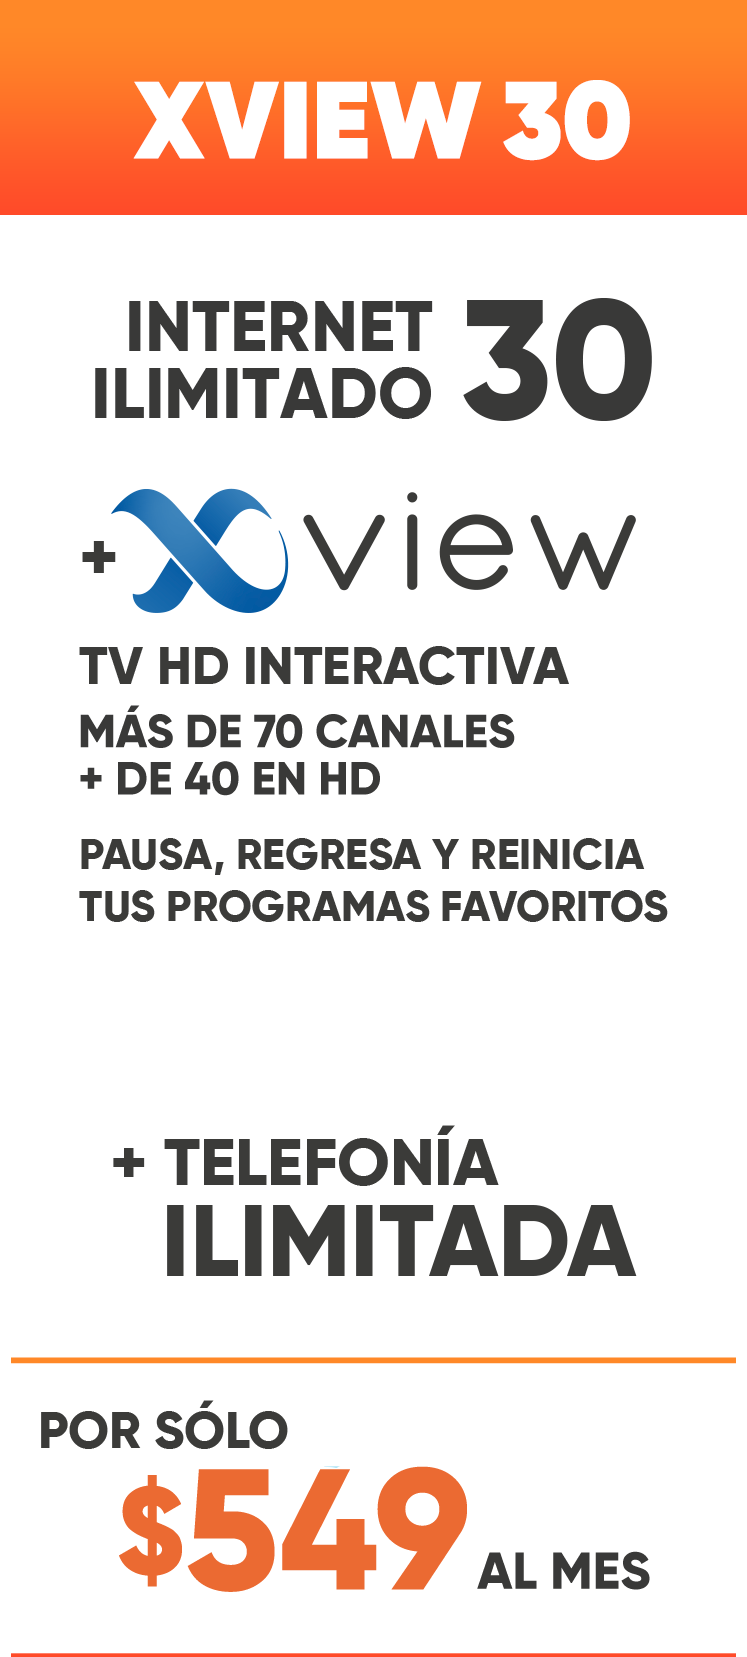 XVIEW 30
INTERNET
ILIMITADO 30
+Xview
TV HD INTERACTIVA
MÁS DE 70 CANALES
+ DE 40 EN HD
PAUSA, REGRESA Y REINICIA
TUS PROGRAMAS FAVORITOS
+ TELEFONÍA
ILIMITADA
POR SÓLO
$549 AL MES